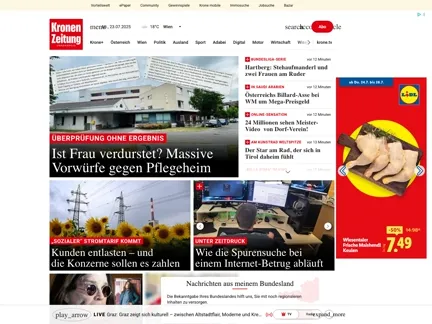 Vorteilswelt ePaper Community Gewinnspiele Krone mobile Immosuche Jobsuche Bazar
Kronen
Zeitung
menu
23.07.2025
18°C Wien
search
Abo
Krone+ Österreich Wien Politik Ausland Sport Adabei Digital Motor Wirtschaft Wissen krone tv
BUNDESLIGA-SERIE vor 12 Minuten
Hartberg: Stehaufmanderl und
zwei Frauen am Ruder
IN SAUDI ARABIEN vor 12 Minuten
Österreichs Billard-Asse bei
WM um Mega-Preisgeld
ONLINE-SENSATION vor 12 Minuten
24 Millionen sehen Meister-
Video von Dorf-Verein!
AM KUNSTRAD WELTSPITZE vor 13 Minuten
Der Star am Rad, der sich in
Tirol daheim fühlt
ÜBERPRÜFUNG OHNE ERGEBNIS
Ist Frau verdurstet? Massive
Vorwürfe gegen Pflegeheim
„SOZIALER“ STROMTARIF KOMMT
Kunden entlasten – und
die Konzerne sollen es zahlen
UNTER ZEITDRUCK
Wie die Spurensuche bei
einem Internet-Betrug abläuft
ab Do, 24.7. bis 28.7.
LIDL
-50%
Wiesentaler
Frische Masthendl
Keulen
7.49
Nachrichten aus meinem Bundesland
Die Bekanntgabe Ihres Bundeslandes hilft uns, Sie mit noch regionaleren
Inhalten zu versorgen.
play_arrow LIVE Graz: Graz zeigt sich kulturell – zwischen Altstadtflair, Moderne und Kro...
TV
expand_more